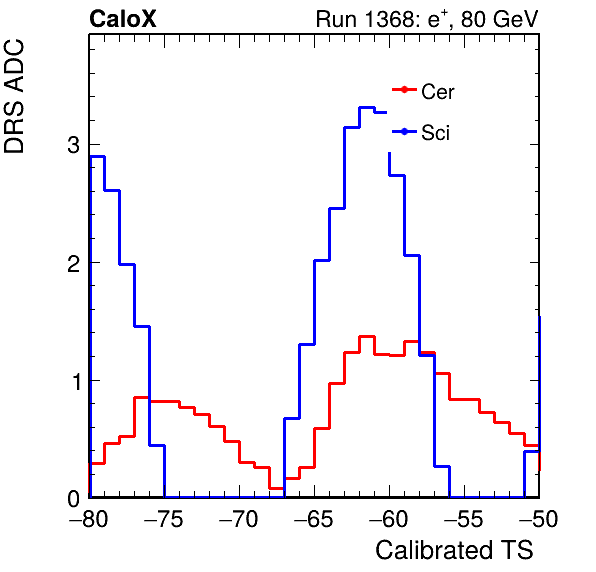 CaloX Run 1368: e⁺, 80 GeV
DRS ADC
Cer
Sci
3
2
1
0
−80 −75 −70 −65 −60 −55 −50
Calibrated TS